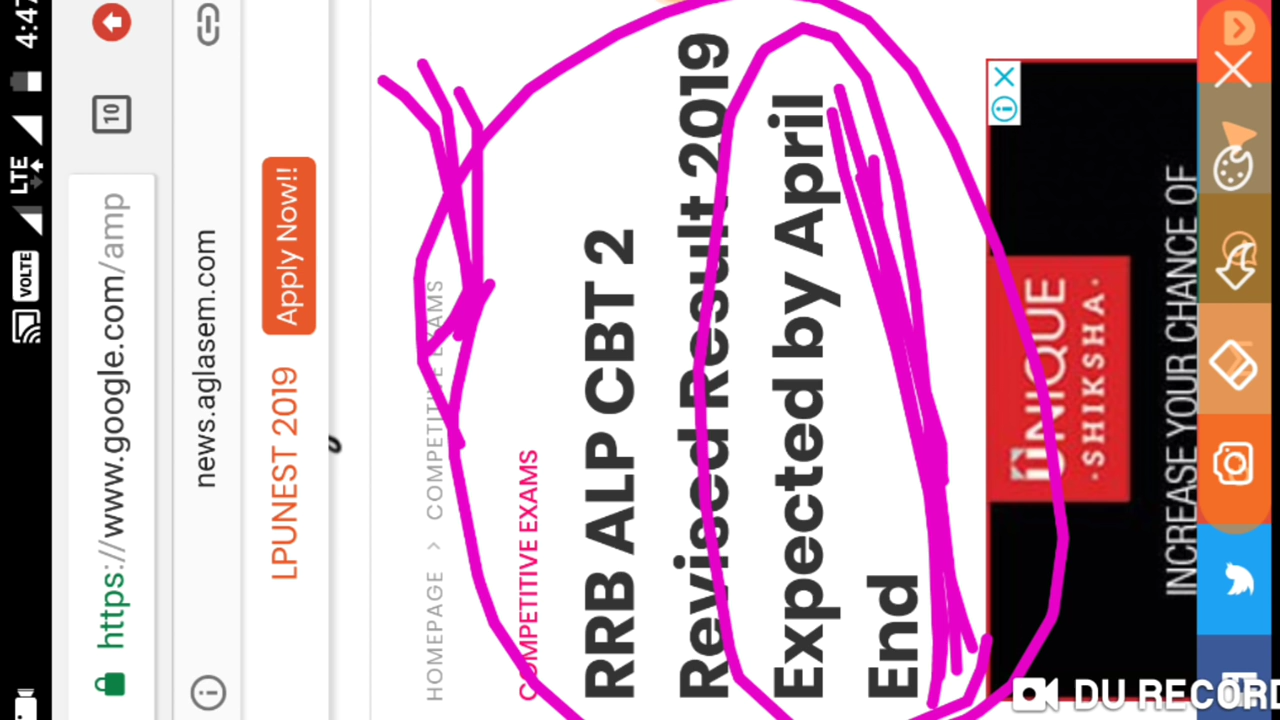 4:47
LTE
VOLTE
10
https://www.google.com/amp
news.aglasem.com
LPUNEST 2019 Apply Now!!
HOMEPAGE > COMPETITIVE EXAMS
COMPETITIVE EXAMS
RRB ALP CBT 2
Revised Result 2019
Expected by April
End
UNIQUE
·SHIKSHA·
INCREASE YOUR CHANCE OF
DU RECORD